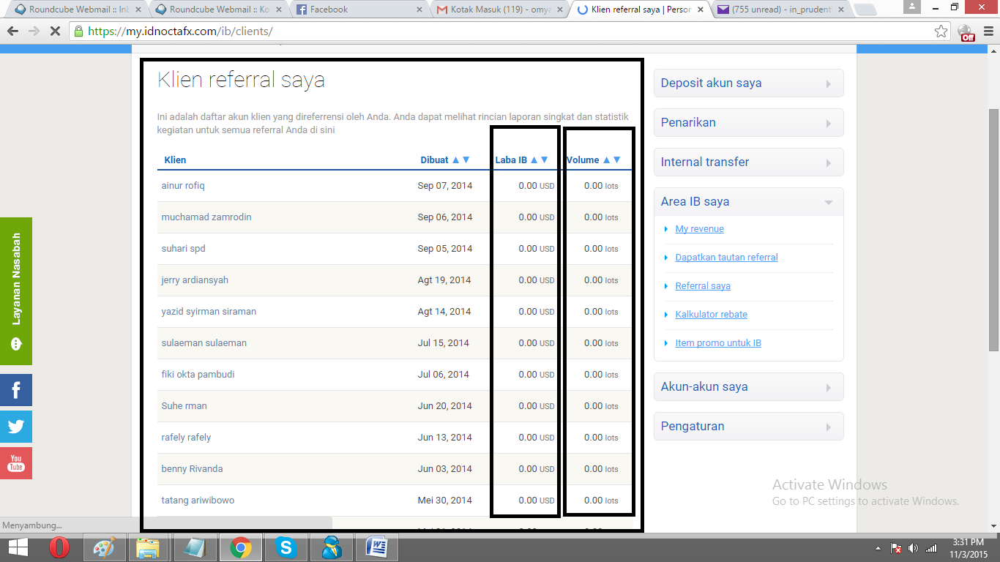 Roundcube Webmail :: Inb
Roundcube Webmail :: Ko
Facebook
Kotak Masuk (119) - omya
Klien referral saya | Person
(755 unread) - in_prudenti
https://my.idnoctafx.com/ib/clients/
Off
Klien referral saya
Ini adalah daftar akun klien yang direferrensi oleh Anda. Anda dapat melihat rincian laporan singkat dan statistik
kegiatan untuk semua referral Anda di sini
Klien Dibuat Laba IB Volume
ainur rofiq Sep 07, 2014 0.00 USD 0.00 lots
muchamad zamrodin Sep 06, 2014 0.00 USD 0.00 lots
suhari spd Sep 05, 2014 0.00 USD 0.00 lots
jerry ardiansyah Agt 19, 2014 0.00 USD 0.00 lots
yazid syirman siraman Agt 14, 2014 0.00 USD 0.00 lots
sulaeman sulaeman Jul 15, 2014 0.00 USD 0.00 lots
fiki okta pambudi Jul 06, 2014 0.00 USD 0.00 lots
Suhe rman Jun 20, 2014 0.00 USD 0.00 lots
rafely rafely Jun 13, 2014 0.00 USD 0.00 lots
benny Rivanda Jun 03, 2014 0.00 USD 0.00 lots
tatang ariwibowo Mei 30, 2014 0.00 USD 0.00 lots
Deposit akun saya
Penarikan
Internal transfer
Area IB saya
My revenue
Dapatkan tautan referral
Referral saya
Kalkulator rebate
Item promo untuk IB
Akun-akun saya
Pengaturan
Layanan Nasabah
You
Tube
Activate Windows
Go to PC settings to activate Windows.
Menyambung...
3:31 PM
11/3/2015